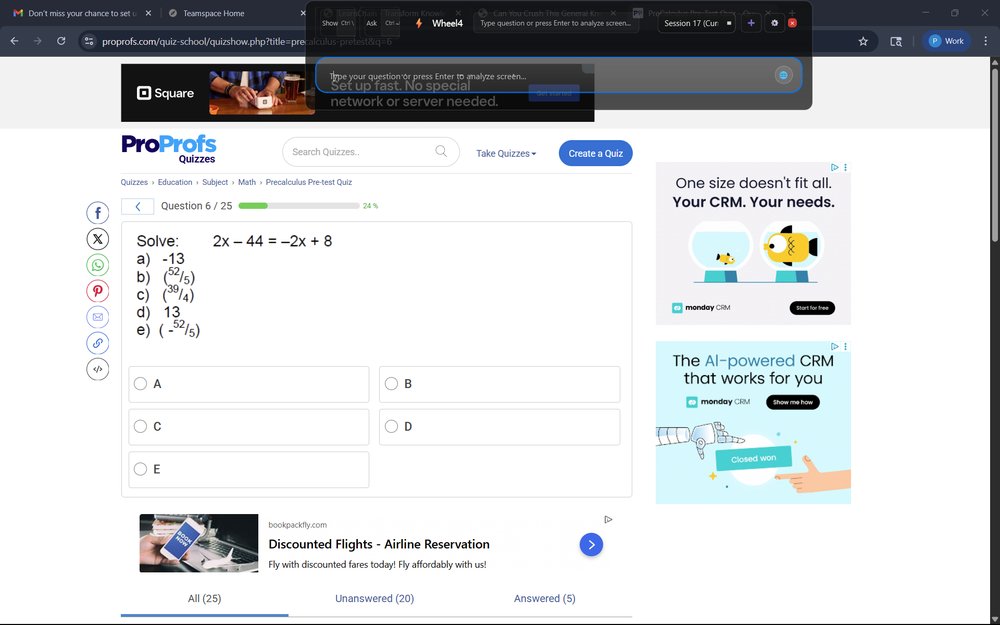 Don't miss your chance to set u
Teamspace Home
Show Ctrl \
Ask Ctrl
Wheel4
Type question or press Enter to analyze screen...
Session 17 (Cur
proprofs.com/quiz-school/quizshow.php?title=precalculus-pretest&q=6
Work
Type your question or press Enter to analyze screen...
Square
Set up fast. No special
network or server needed.
Get started
ProProfs
Quizzes
Search Quizzes..
Take Quizzes
Create a Quiz
Quizzes › Education › Subject › Math › Precalculus Pre-test Quiz
Question 6 / 25
24 %
Solve: 2x – 44 = –2x + 8
a) -13
b) (52/5)
c) (39/4)
d) 13
e) ( -52/5)
A
B
C
D
E
One size doesn't fit all.
Your CRM. Your needs.
monday CRM
Start for free
The AI-powered CRM
that works for you
monday CRM
Show me how
Closed won
BOOK NOW
bookpackfly.com
Discounted Flights - Airline Reservation
Fly with discounted fares today! Fly affordably with us!
All (25)
Unanswered (20)
Answered (5)